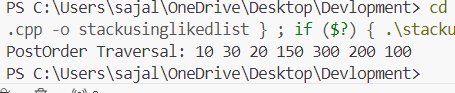 PS C:\Users\sajal\OneDrive\Desktop\Devlopment> cd
.cpp -o stackusinglikedlist } ; if ($?) { .\stacku
PostOrder Traversal: 10 30 20 150 300 200 100
PS C:\Users\sajal\OneDrive\Desktop\Devlopment>